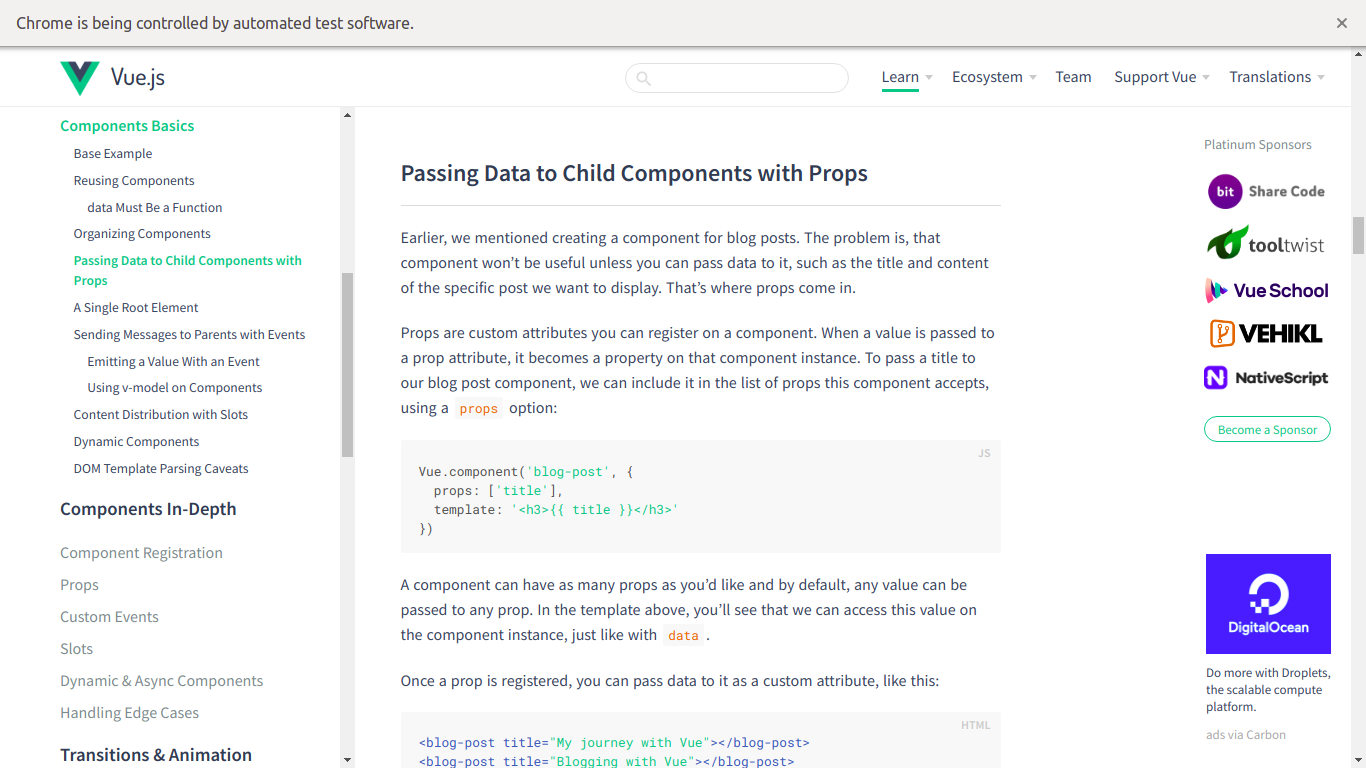 Chrome is being controlled by automated test software.
Vue.js
Learn
Ecosystem
Team
Support Vue
Translations
Components Basics
Base Example
Reusing Components
data Must Be a Function
Organizing Components
Passing Data to Child Components with
Props
A Single Root Element
Sending Messages to Parents with Events
Emitting a Value With an Event
Using v-model on Components
Content Distribution with Slots
Dynamic Components
DOM Template Parsing Caveats
Components In-Depth
Component Registration
Props
Custom Events
Slots
Dynamic & Async Components
Handling Edge Cases
Transitions & Animation
Passing Data to Child Components with Props
Earlier, we mentioned creating a component for blog posts. The problem is, that
component won’t be useful unless you can pass data to it, such as the title and content
of the specific post we want to display. That’s where props come in.
Props are custom attributes you can register on a component. When a value is passed to
a prop attribute, it becomes a property on that component instance. To pass a title to
our blog post component, we can include it in the list of props this component accepts,
using a props option:
JS
Vue.component('blog-post', {
props: ['title'],
template: '<h3>{{ title }}</h3>'
})
A component can have as many props as you’d like and by default, any value can be
passed to any prop. In the template above, you’ll see that we can access this value on
the component instance, just like with data .
Once a prop is registered, you can pass data to it as a custom attribute, like this:
HTML
<blog-post title="My journey with Vue"></blog-post>
<blog-post title="Blogging with Vue"></blog-post>
Platinum Sponsors
bit Share Code
tooltwist
Vue School
VEHIKL
N NativeScript
Become a Sponsor
DigitalOcean
Do more with Droplets,
the scalable compute
platform.
ads via Carbon